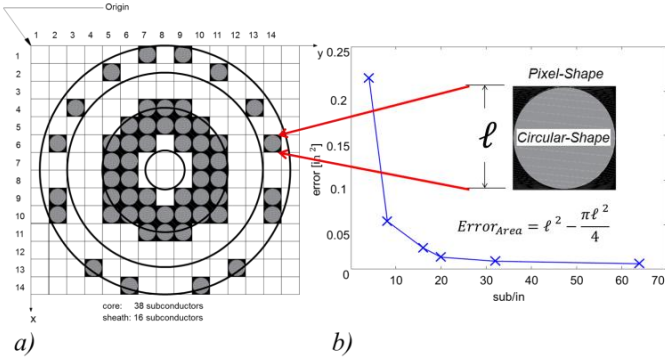 Origin
1 2 3 4 5 6 7 8 9 10 11 12 13 14
y
1
2
3
4
5
6
7
8
9
10
11
12
13
14
x
core: 38 subconductors
sheath: 16 subconductors
a)
0.25
0.2
0.15
0.1
0.05
0
error [in 2]
10 20 30 40 50 60 70
sub/in
Pixel-Shape
ℓ
Circular-Shape
Error_Area = ℓ² − πℓ²/4
b)